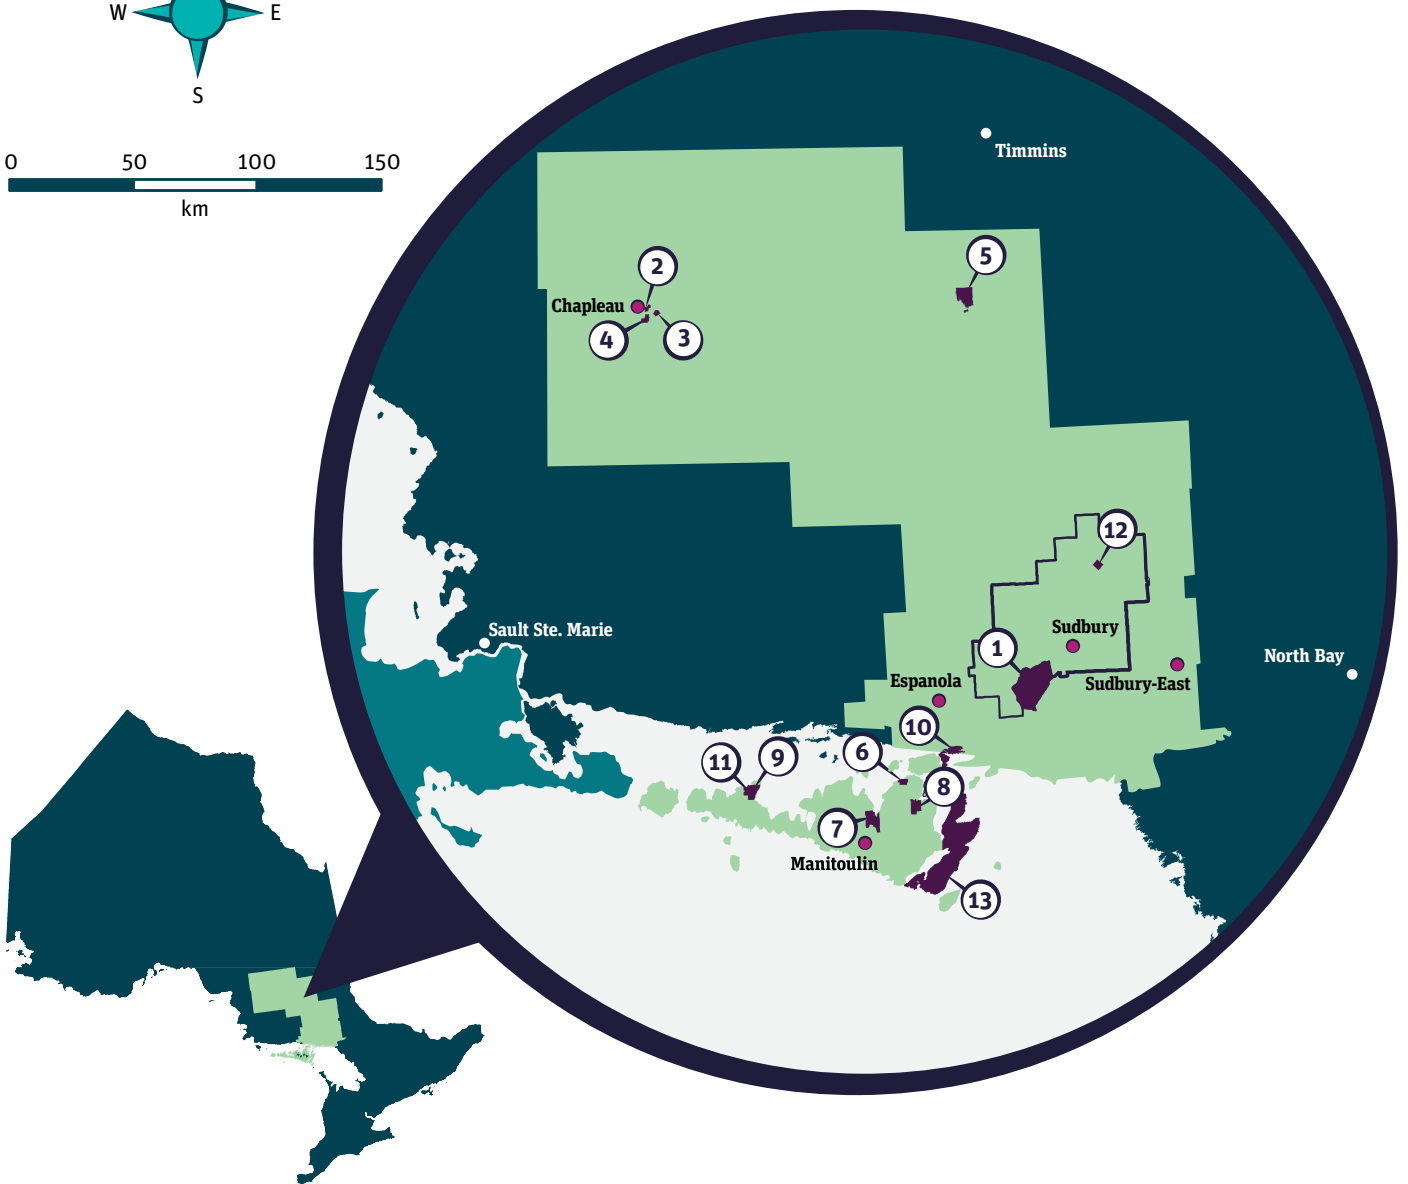 W E
S
0 50 100 150
km
Timmins
5
2
Chapleau
4
3
12
Sault Ste. Marie
Sudbury
1
North Bay
Espanola
Sudbury-East
10
11
9
6
8
7
Manitoulin
13